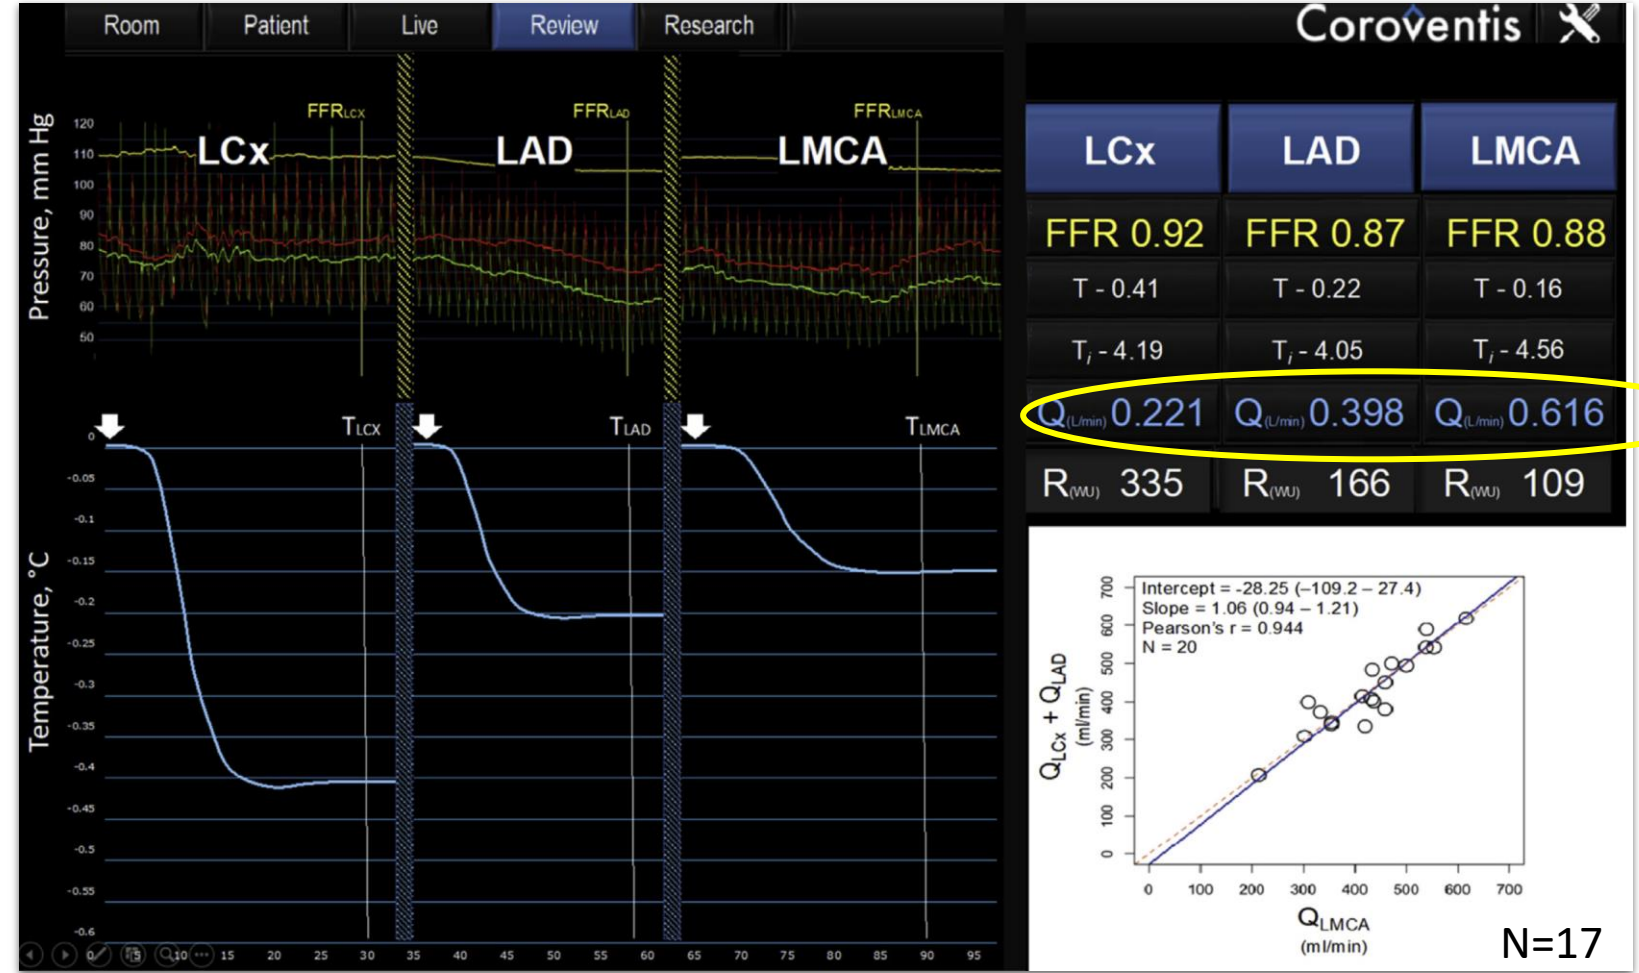 Room Patient Live Review Research
Coroventis
Pressure, mm Hg
120
110
100
90
80
70
60
50
FFRLCX FFRLAD FFRLMCA
LCx LAD LMCA
Temperature, °C
TLCX TLAD TLMCA
0
-0.05
-0.1
-0.15
-0.2
-0.25
-0.3
-0.35
-0.4
-0.45
-0.5
-0.55
-0.6
0 5 10 15 20 25 30 35 40 45 50 55 60 65 70 75 80 85 90 95
LCx LAD LMCA
FFR 0.92 FFR 0.87 FFR 0.88
T - 0.41 T - 0.22 T - 0.16
Ti - 4.19 Ti - 4.05 Ti - 4.56
Q(L/min) 0.221 Q(L/min) 0.398 Q(L/min) 0.616
R(WU) 335 R(WU) 166 R(WU) 109
Intercept = -28.25 (–109.2 – 27.4)
Slope = 1.06 (0.94 – 1.21)
Pearson's r = 0.944
N = 20
QLCx + QLAD
(ml/min)
700
600
500
400
300
200
100
0
0 100 200 300 400 500 600 700
QLMCA
(ml/min)
N=17